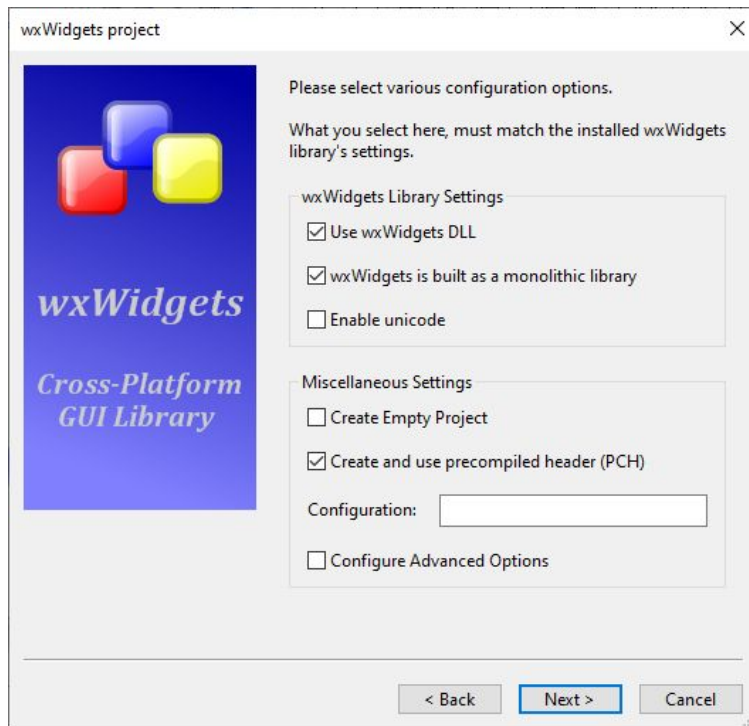 wxWidgets project
Please select various configuration options.
What you select here, must match the installed wxWidgets
library's settings.
wxWidgets Library Settings
Use wxWidgets DLL
wxWidgets is built as a monolithic library
Enable unicode
wxWidgets
Cross-Platform
GUI Library
Miscellaneous Settings
Create Empty Project
Create and use precompiled header (PCH)
Configuration:
Configure Advanced Options
< Back
Next >
Cancel